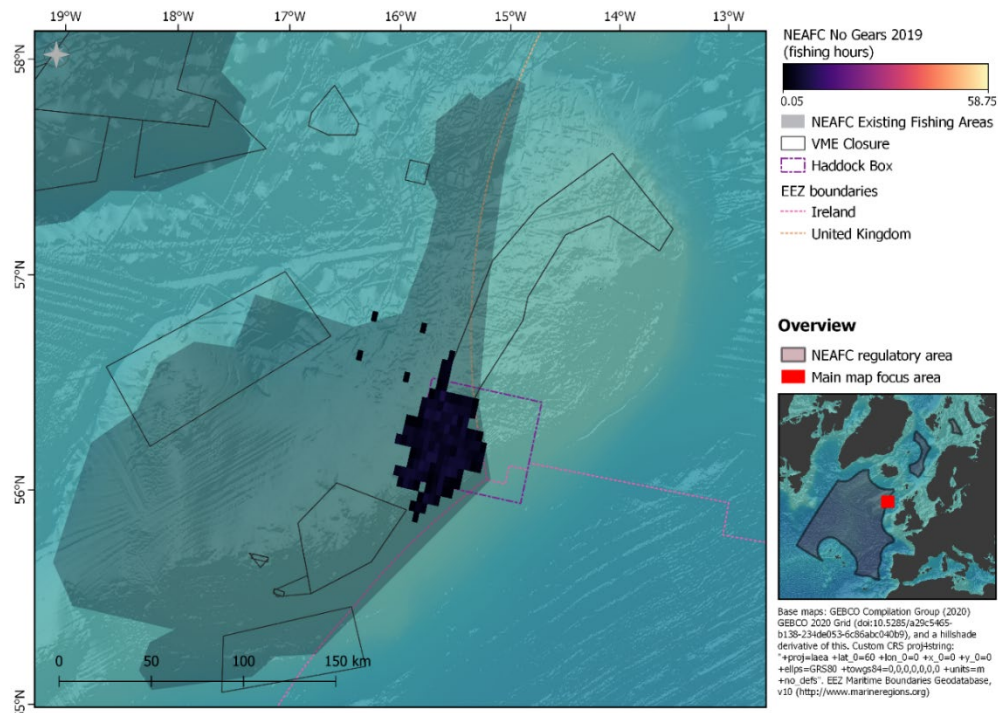 19°W 18°W 17°W 16°W 15°W 14°W 13°W
58°N
57°N
56°N
55°N
0 50 100 150 km
NEAFC No Gears 2019
(fishing hours)
0.05 58.75
NEAFC Existing Fishing Areas
VME Closure
Haddock Box
EEZ boundaries
Ireland
United Kingdom
Overview
NEAFC regulatory area
Main map focus area
Base maps: GEBCO Compilation Group (2020)
GEBCO 2020 Grid (doi:10.5285/a29c5465-
b138-234de053-6c86abc040b9), and a hillshade
derivative of this. Custom CRS proj4string:
"+proj=laea +lat_0=60 +lon_0=0 +x_0=0 +y_0=0
+ellps=GRS80 +towgs84=0,0,0,0,0,0,0 +units=m
+no_defs". EEZ Maritime Boundaries Geodatabase,
v10 (http://www.marineregions.org)